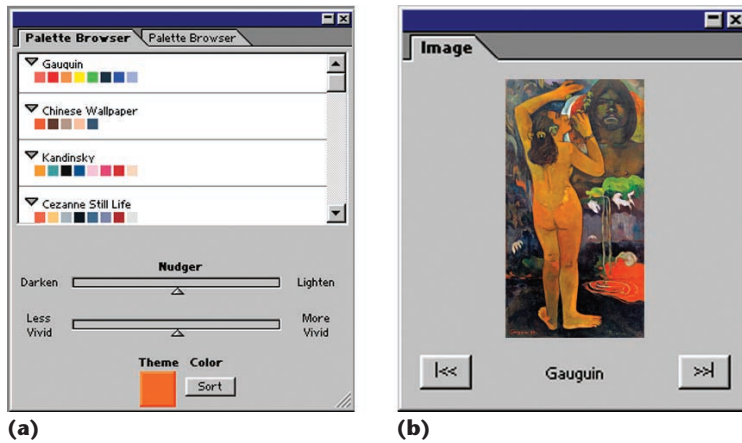 Palette Browser Palette Browser
Gauguin
Chinese Wallpaper
Kandinsky
Cezanne Still Life
Nudger
Darken Lighten
Less Vivid More Vivid
Theme Color
Sort
(a)
Image
|<< Gauguin >>|
(b)